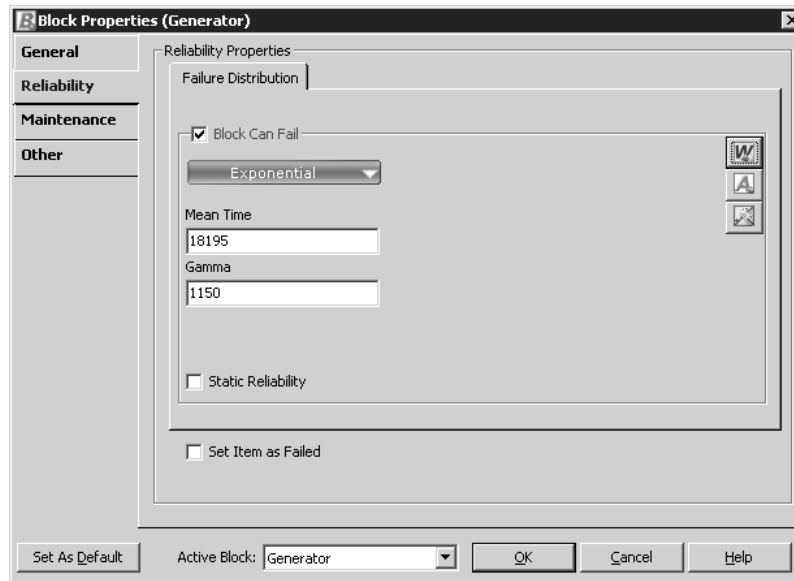 Block Properties (Generator)
General
Reliability
Maintenance
Other
Reliability Properties
Failure Distribution
Block Can Fail
Exponential
Mean Time
18195
Gamma
1150
Static Reliability
Set Item as Failed
Set As Default
Active Block:
Generator
OK
Cancel
Help